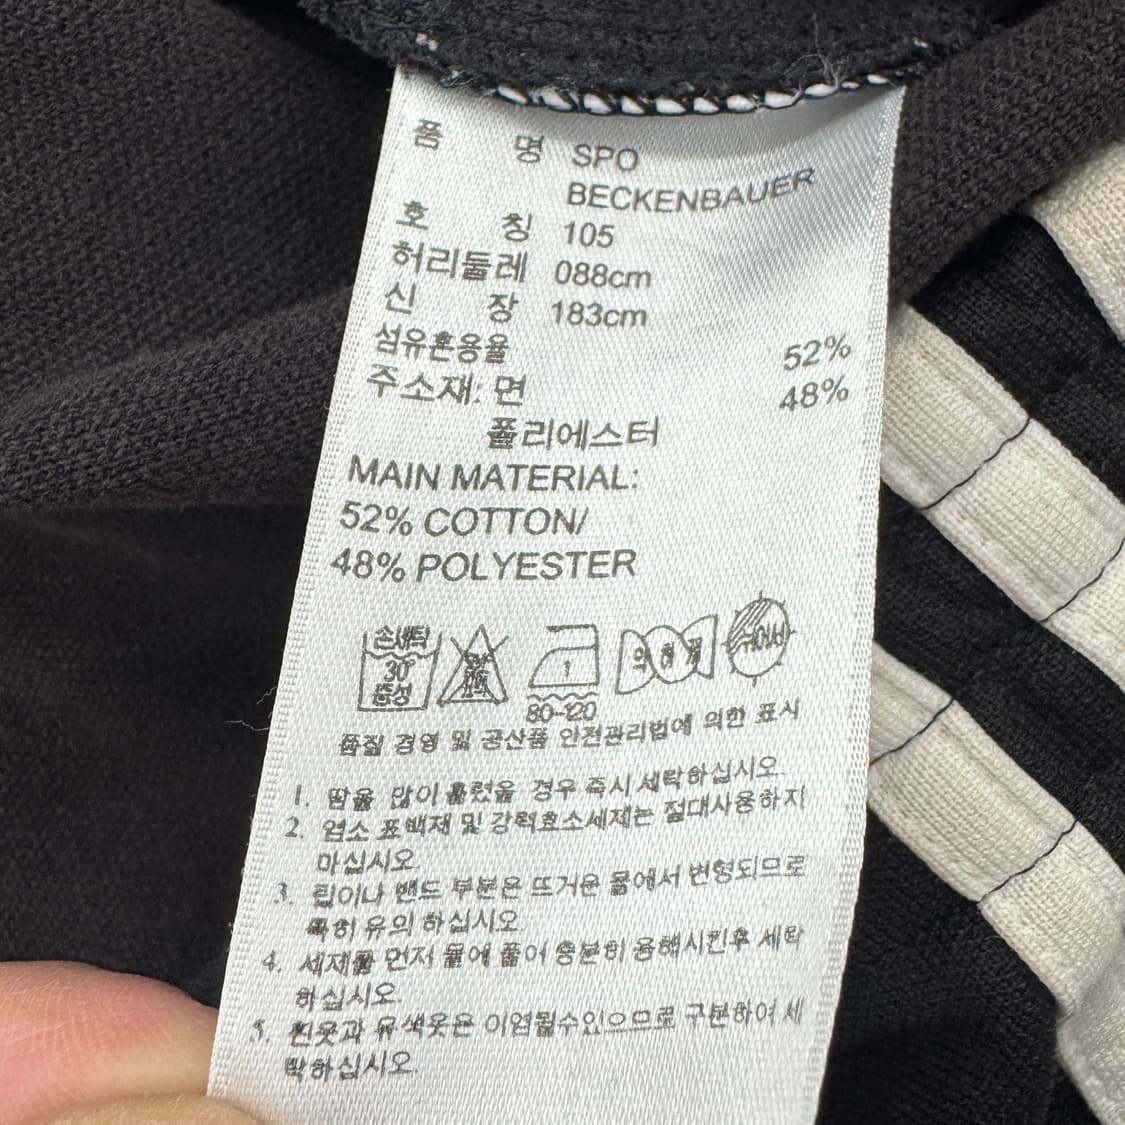 품 명 SPO
BECKENBAUER
호 칭 105
허리둘레 088cm
신 장 183cm
섬유혼용율
주소재: 면 52%
폴리에스터 48%
MAIN MATERIAL:
52% COTTON/
48% POLYESTER
손세탁
30°
중성
80-120
품질 경영 및 공산품 안전관리법에 의한 표시
1. 땀을 많이 흘렸을 경우 즉시 세탁하십시오.
2. 염소 표백제 및 강력효소세제는 절대사용하지
마십시오
3. 립이나 밴드 부분은 뜨거운 물에서 변형되므로
특히 유의 하십시오.
4. 세제를 먼저 물에 풀어 충분히 용해시킨후 세탁
하십시오.
5. 흰옷과 유색옷은 이염될수있으므로 구분하여 세
탁하십시오.